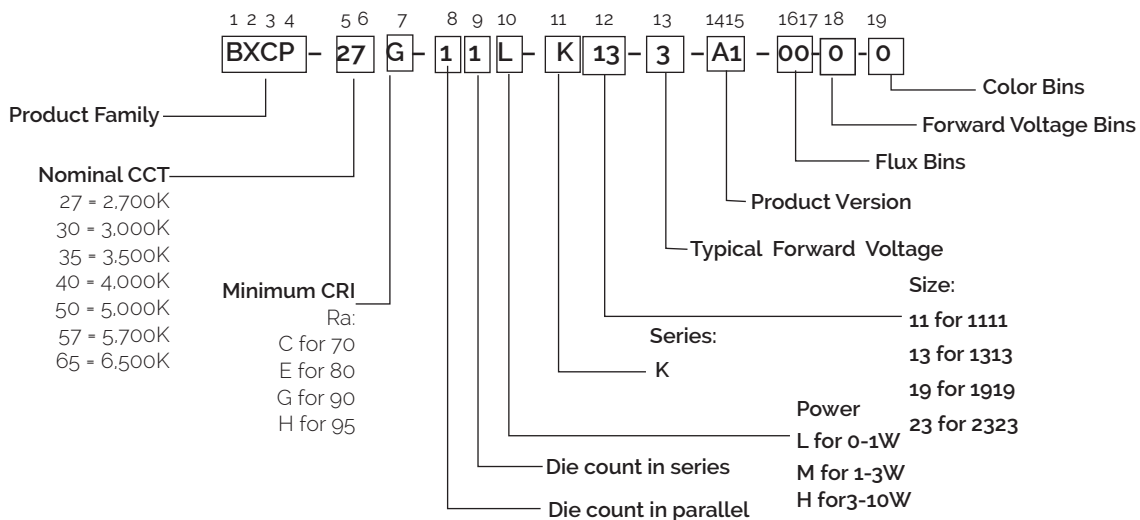 1 2 3 4 5 6 7 8 9 10 11 12 13 1415 1617 18 19
BXCP - 27 G - 1 1 L - K 13 - 3 - A1 - 00 - 0 - 0
Product Family
Color Bins
Forward Voltage Bins
Flux Bins
Product Version
Typical Forward Voltage
Nominal CCT
27 = 2,700K
30 = 3,000K
35 = 3,500K
40 = 4,000K
50 = 5,000K
57 = 5,700K
65 = 6,500K
Minimum CRI
Ra:
C for 70
E for 80
G for 90
H for 95
Size:
11 for 1111
13 for 1313
19 for 1919
23 for 2323
Series:
K
Power
L for 0-1W
M for 1-3W
H for3-10W
Die count in series
Die count in parallel